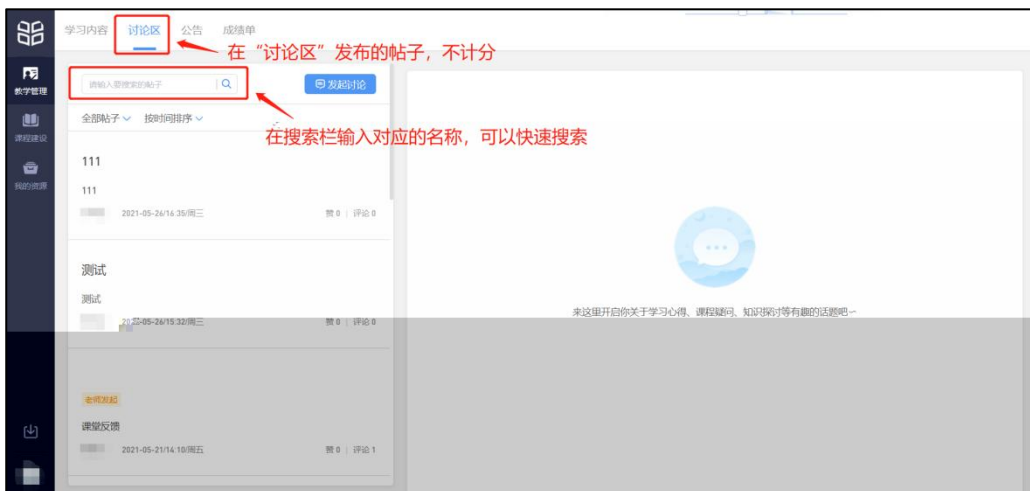 学习内容 讨论区 公告 成绩单
在“讨论区”发布的帖子，不计分
教学管理
课程建设
我的资源
请输入要搜索的帖子
发起讨论
全部帖子 按时间排序
在搜索栏输入对应的名称，可以快速搜索
111
111
2021-05-26/16:35/周三 赞 0 | 评论 0
测试
测试
2021-05-26/15:32/周三 赞 0 | 评论 0
来这里开启你关于学习心得、课程疑问、知识探讨等有趣的话题吧~
老师发起
课堂反馈
2021-05-21/14:10/周五 赞 0 | 评论 1